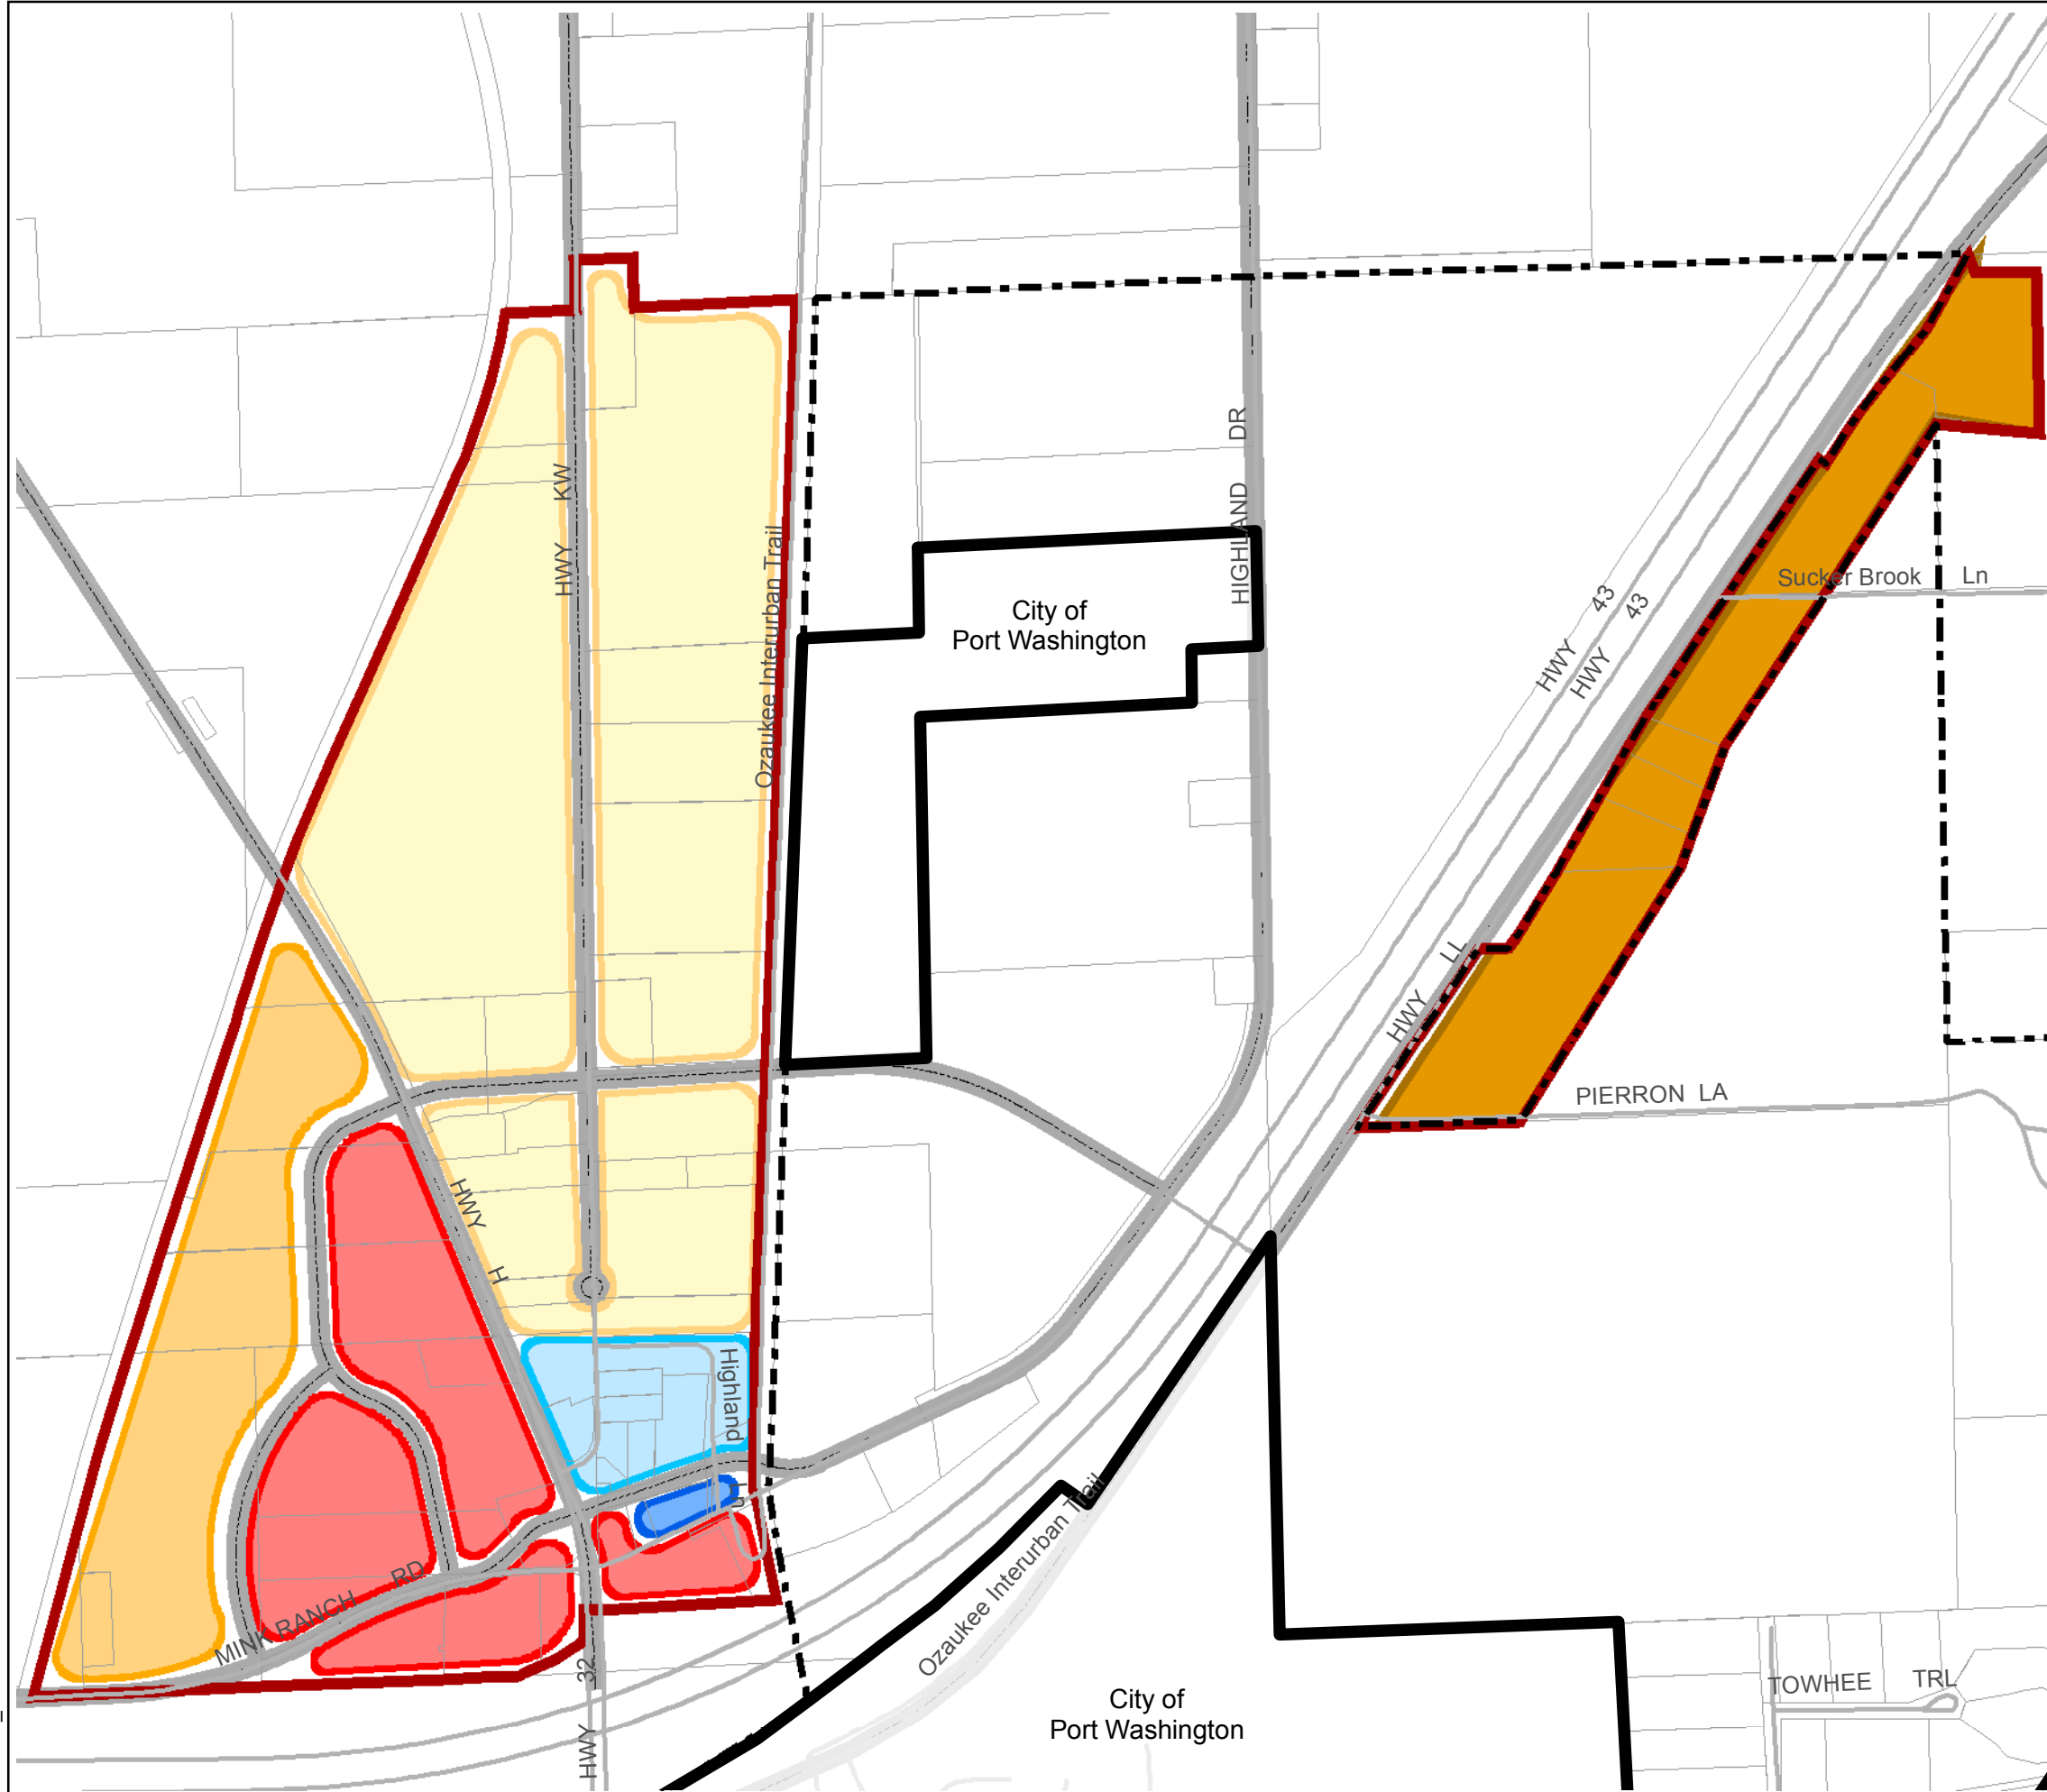 HWY KW
Ozaukee Interurban Trail
HIGHLAND DR
City of
Port Washington
HWY 43
HWY 43
Sucker Brook Ln
HWY LL
PIERRON LA
HWY H
Highland Ln
MINK RANCH RD
HWY 32
Ozaukee Interurban Trail
City of
Port Washington
TOWHEE TRL